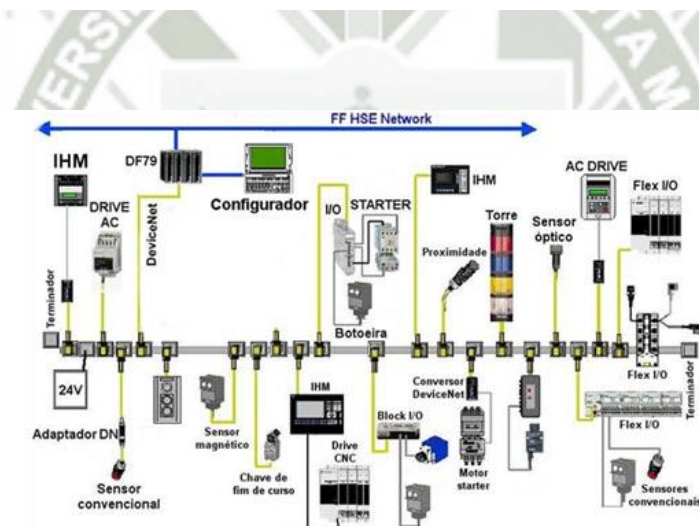 VERSI
TA M
FF HSE Network
IHM
DF79
DRIVE
AC
DeviceNet
Configurador
I/O
STARTER
IHM
Proximidade
Torre
Sensor
óptico
AC DRIVE
Flex I/O
Terminador
Botoeira
24V
Adaptador DN
Sensor
convencional
Sensor
magnético
Chave de
fim de curso
IHM
Drive
CNC
Block I/O
Conversor
DeviceNet
Motor
starter
Flex I/O
Flex I/O
Sensores
convencionais
Terminador